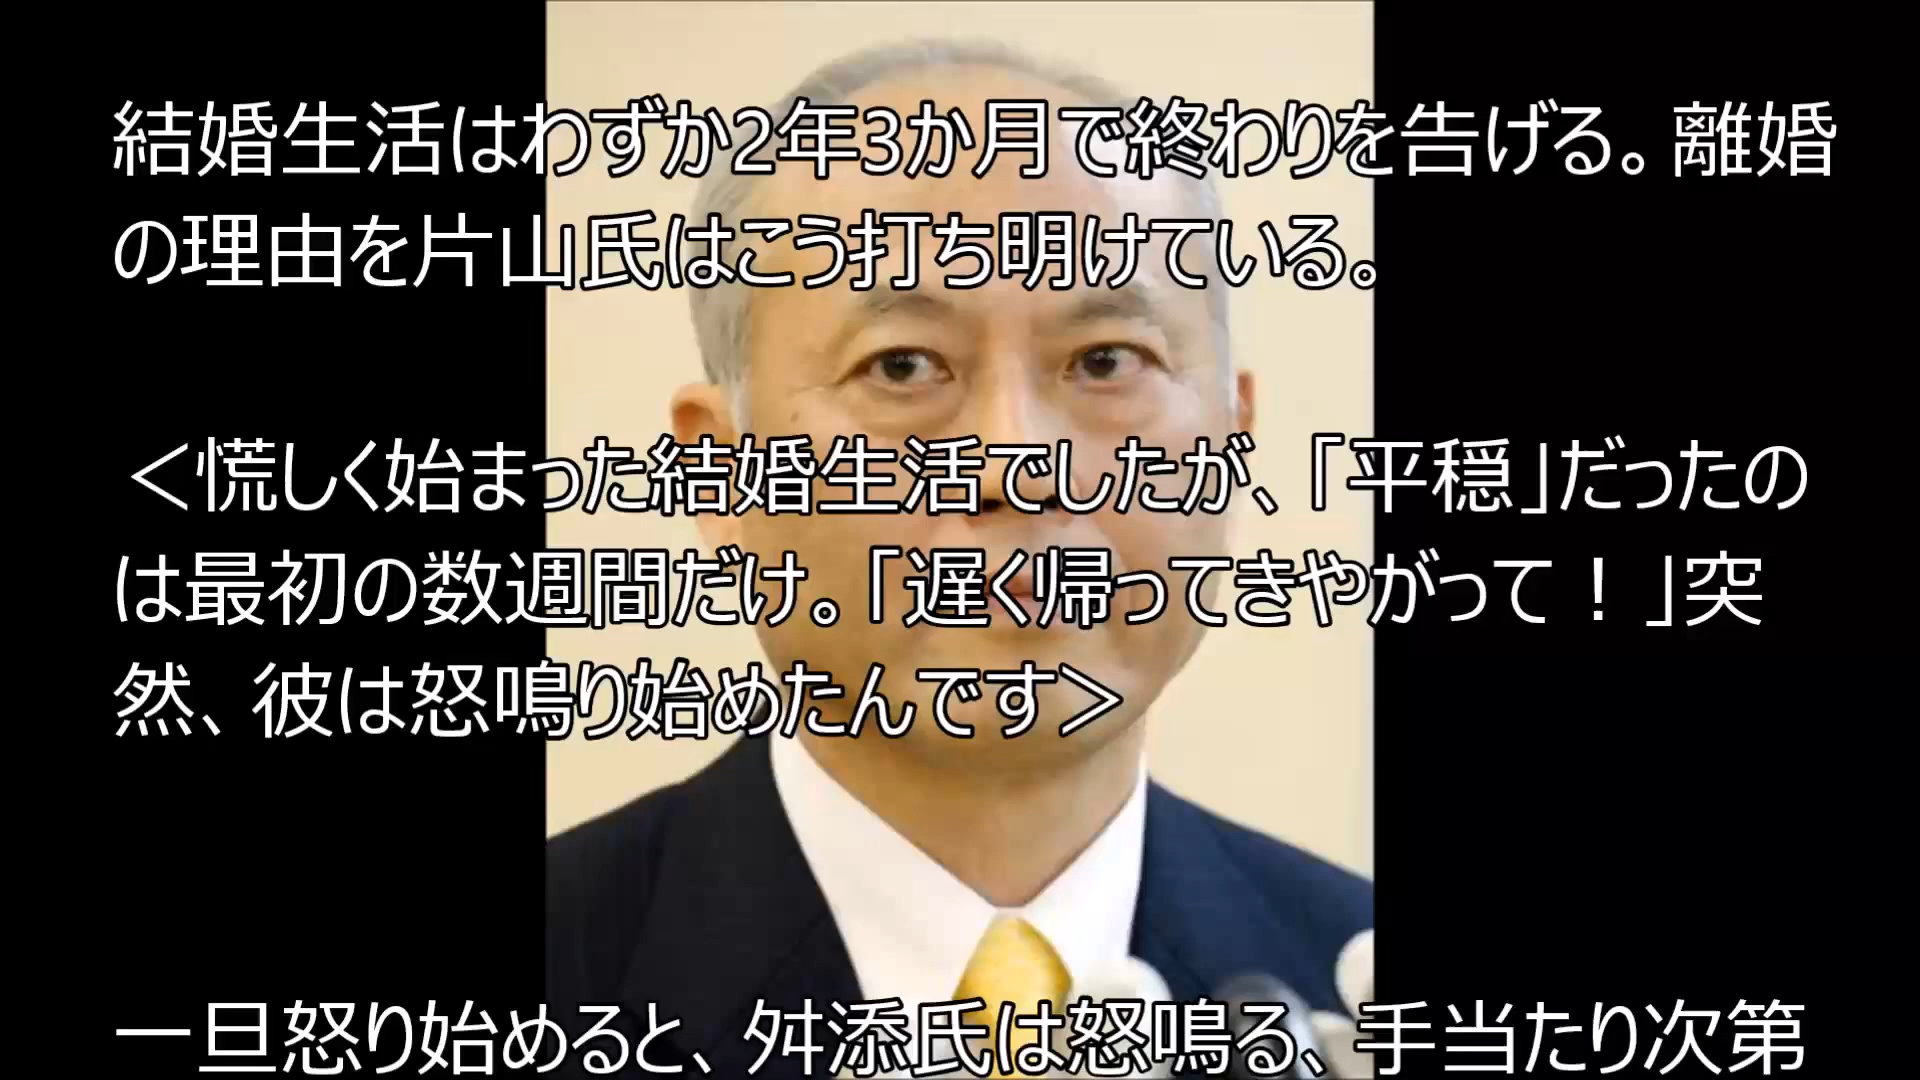 結婚生活はわずか2年3か月で終わりを告げる。離婚
の理由を片山氏はこう打ち明けている。
＜慌しく始まった結婚生活でしたが、「平穏」だったの
は最初の数週間だけ。「遅く帰ってきやがって！」突
然、彼は怒鳴り始めたんです＞
一旦怒り始めると、舛添氏は怒鳴る、手当たり次第